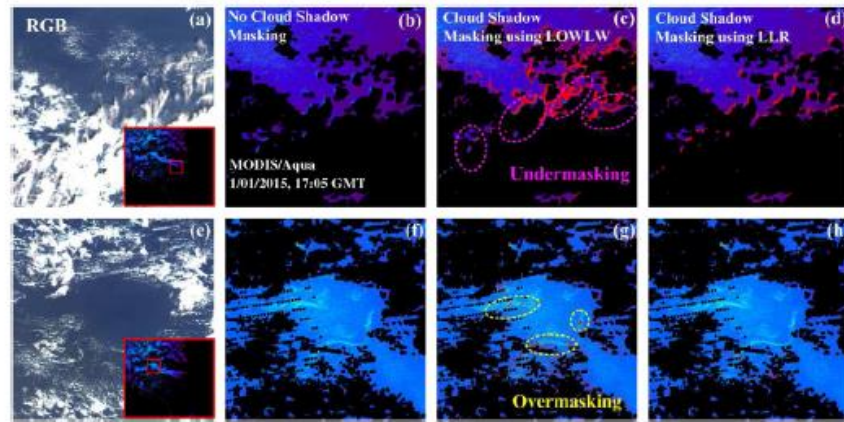 RGB
(a)
No Cloud Shadow
Masking
(b)
MODIS/Aqua
1/01/2015, 17:05 GMT
Cloud Shadow
Masking using LOWLW
(c)
Undermasking
Cloud Shadow
Masking using LLR
(d)
(e)
(f)
(g)
Overmasking
(h)